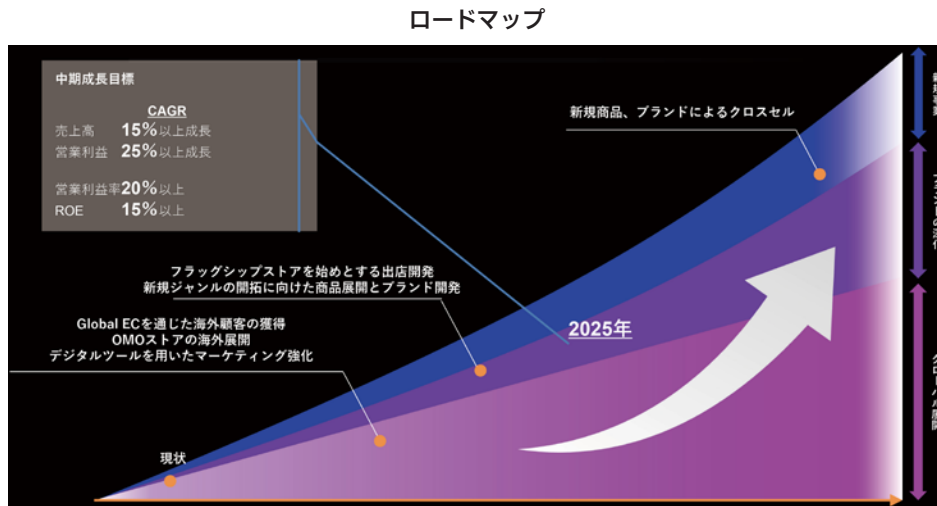 ロードマップ
中期成長目標
CAGR
売上高 15%以上成長
営業利益 25%以上成長
営業利益率20%以上
ROE 15%以上
新規商品、ブランドによるクロスセル
フラッグシップストアを始めとする出店開発
新規ジャンルの開拓に向けた商品展開とブランド開発
Global ECを通じた海外顧客の獲得
OMOストアの海外展開
デジタルツールを用いたマーケティング強化
2025年
現状
グローバル展開